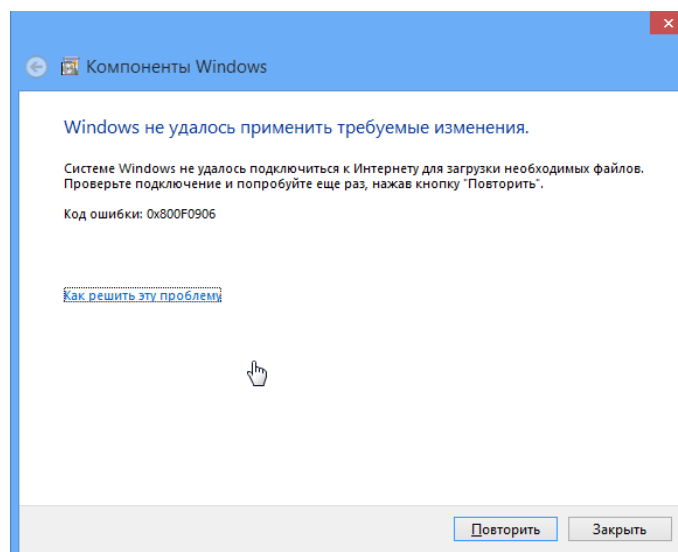 Компоненты Windows
Windows не удалось применить требуемые изменения.
Системе Windows не удалось подключиться к Интернету для загрузки необходимых файлов.
Проверьте подключение и попробуйте еще раз, нажав кнопку "Повторить".
Код ошибки: 0x800F0906
Как решить эту проблему
Повторить
Закрыть